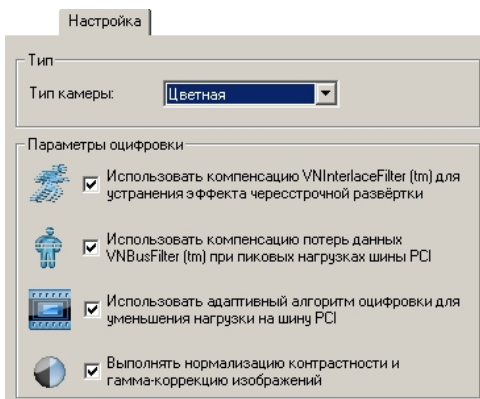 Настройка
Тип
Тип камеры: Цветная
Параметры оцифровки
Использовать компенсацию VNInterlaceFilter (tm) для
устранения эффекта чересстрочной развёртки
Использовать компенсацию потерь данных
VNBusFilter (tm) при пиковых нагрузках шины PCI
Использовать адаптивный алгоритм оцифровки для
уменьшения нагрузки на шину PCI
Выполнять нормализацию контрастности и
гамма-коррекцию изображений